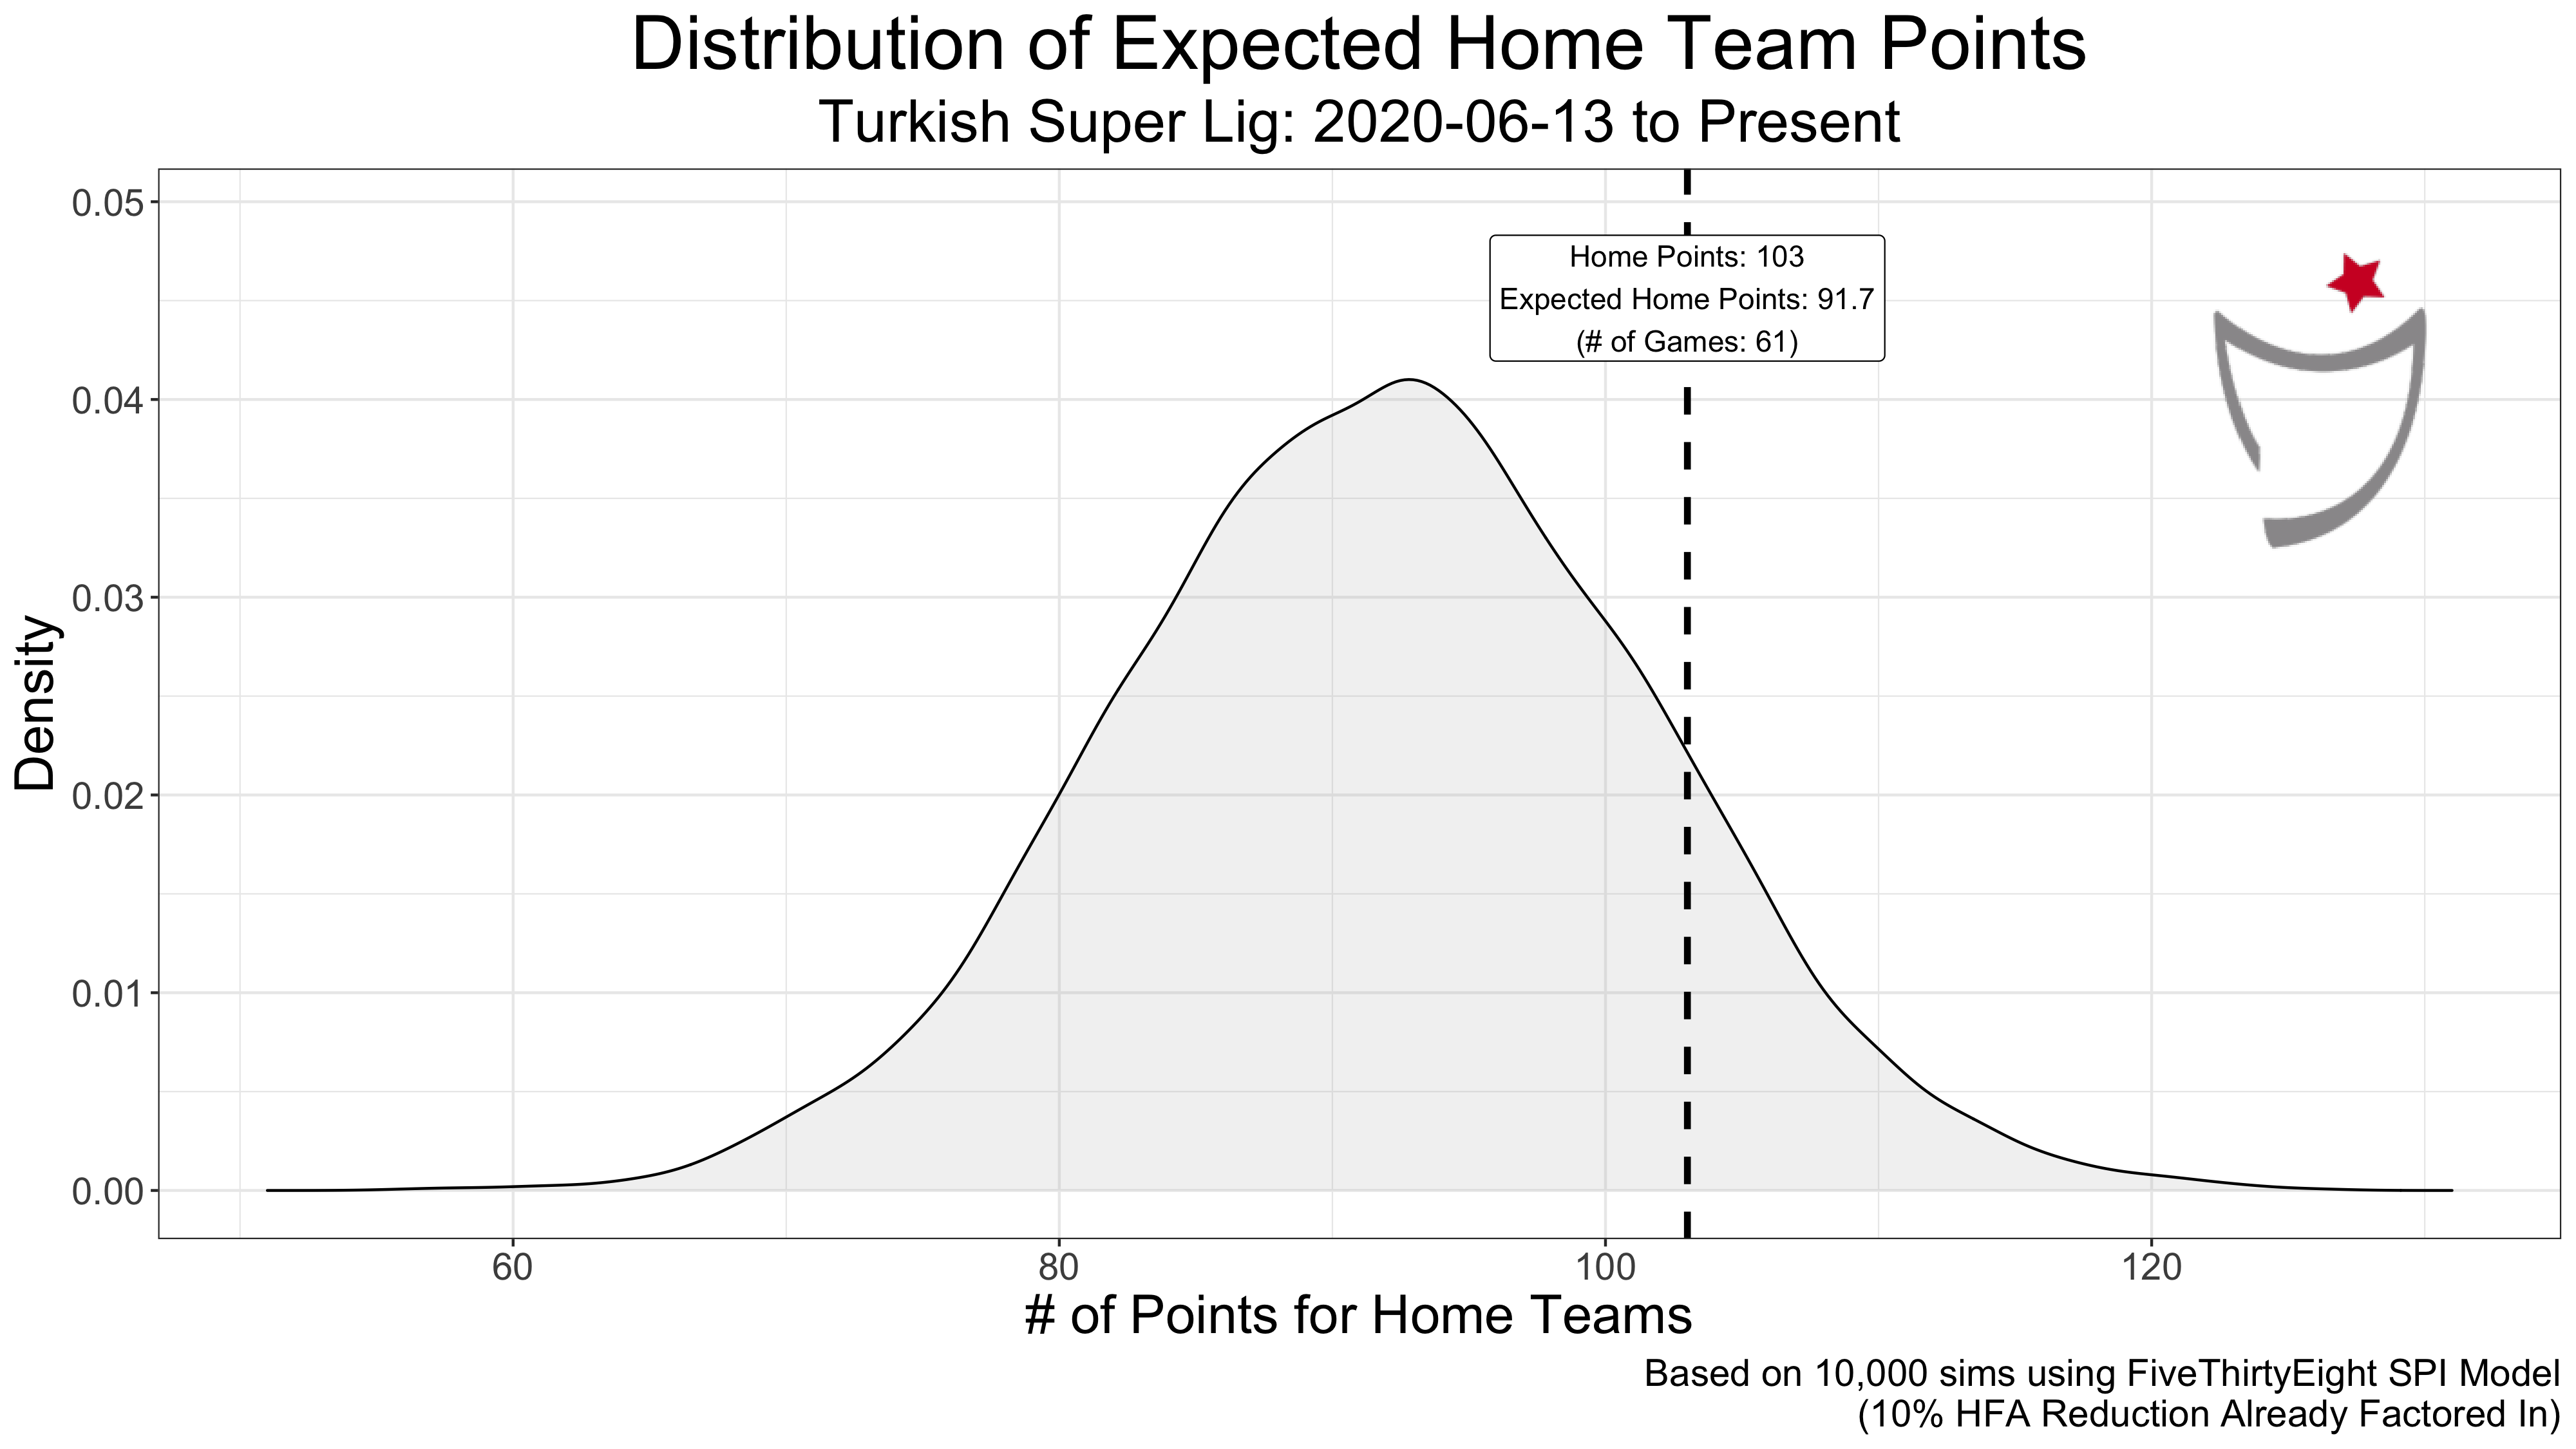 Distribution of Expected Home Team Points
Turkish Super Lig: 2020-06-13 to Present
0.05
0.04
0.03
0.02
0.01
0.00
Density
Home Points: 103
Expected Home Points: 91.7
(# of Games: 61)
60 80 100 120
# of Points for Home Teams
Based on 10,000 sims using FiveThirtyEight SPI Model
(10% HFA Reduction Already Factored In)